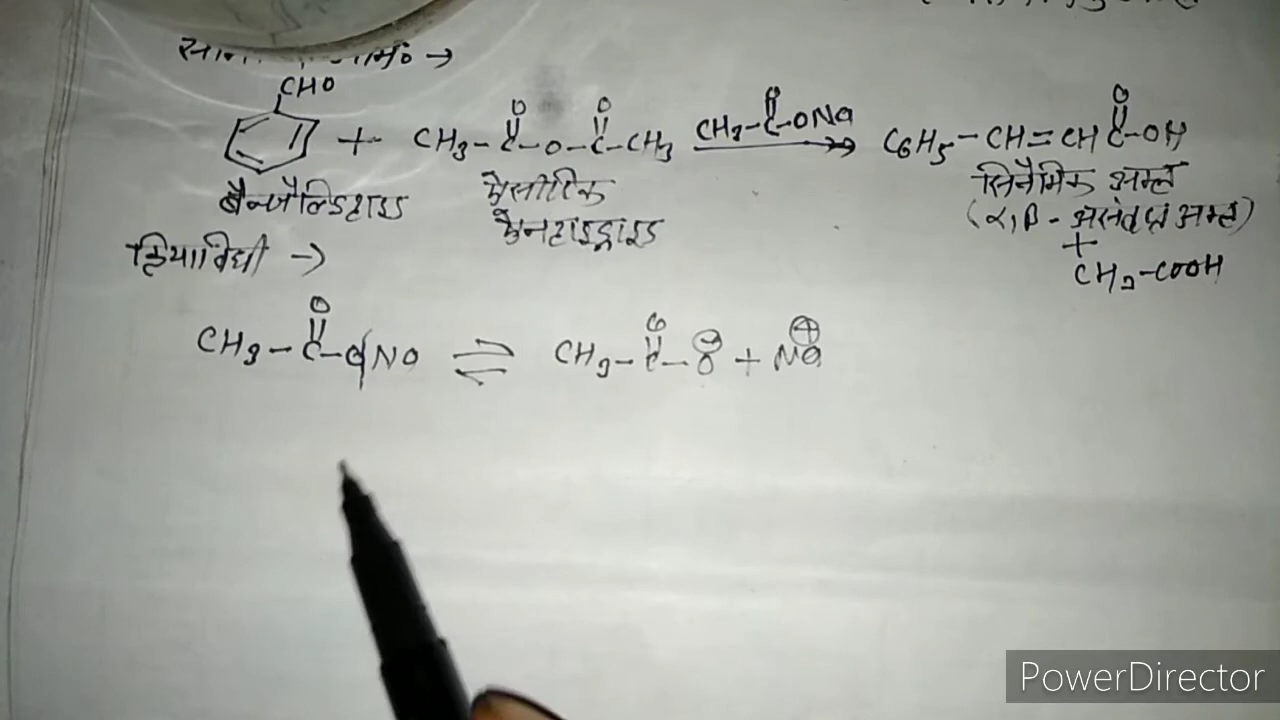 CHO
O O
CH3-C-O-C-CH3
CH3-C-ONa
O
C6H5-CH=CH C-OH
बैन्जैल्डिहाइड
ऐसीटिक
ऐनहाइड्राइड
सिनैमिक अम्ल
(α,β-असंतृप्त अम्ल)
+
CH3-COOH
क्रियाविधी →
O
CH3-C-O Na ⇌ CH3-C-O + Na
PowerDirector